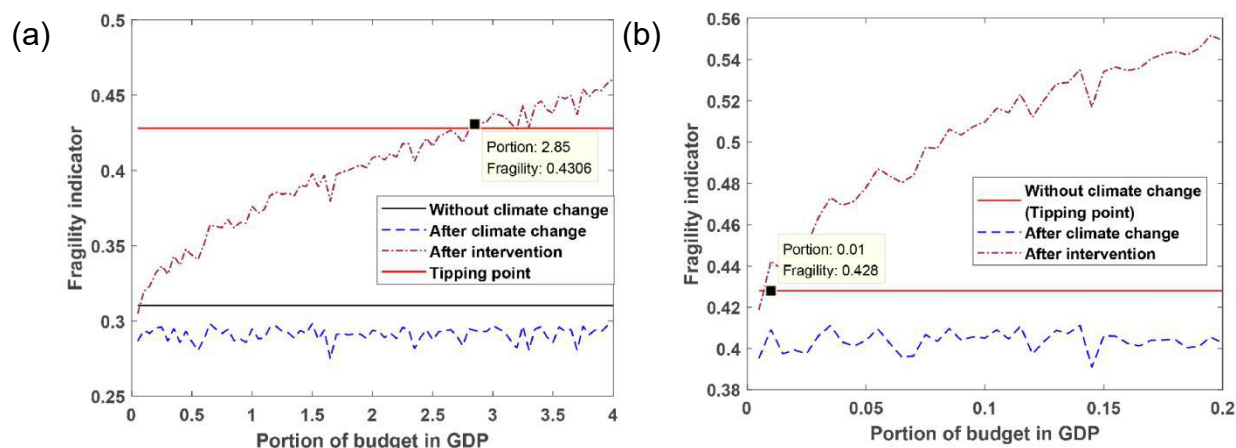 (a)
0.5
0.45
0.4
0.35
0.3
0.25
Fragility indicator
Portion: 2.85
Fragility: 0.4306
Without climate change
After climate change
After intervention
Tipping point
0 0.5 1 1.5 2 2.5 3 3.5 4
Portion of budget in GDP
(b)
0.56
0.54
0.52
0.5
0.48
0.46
0.44
0.42
0.4
0.38
Fragility indicator
Portion: 0.01
Fragility: 0.428
Without climate change
(Tipping point)
After climate change
After intervention
0 0.05 0.1 0.15 0.2
Portion of budget in GDP